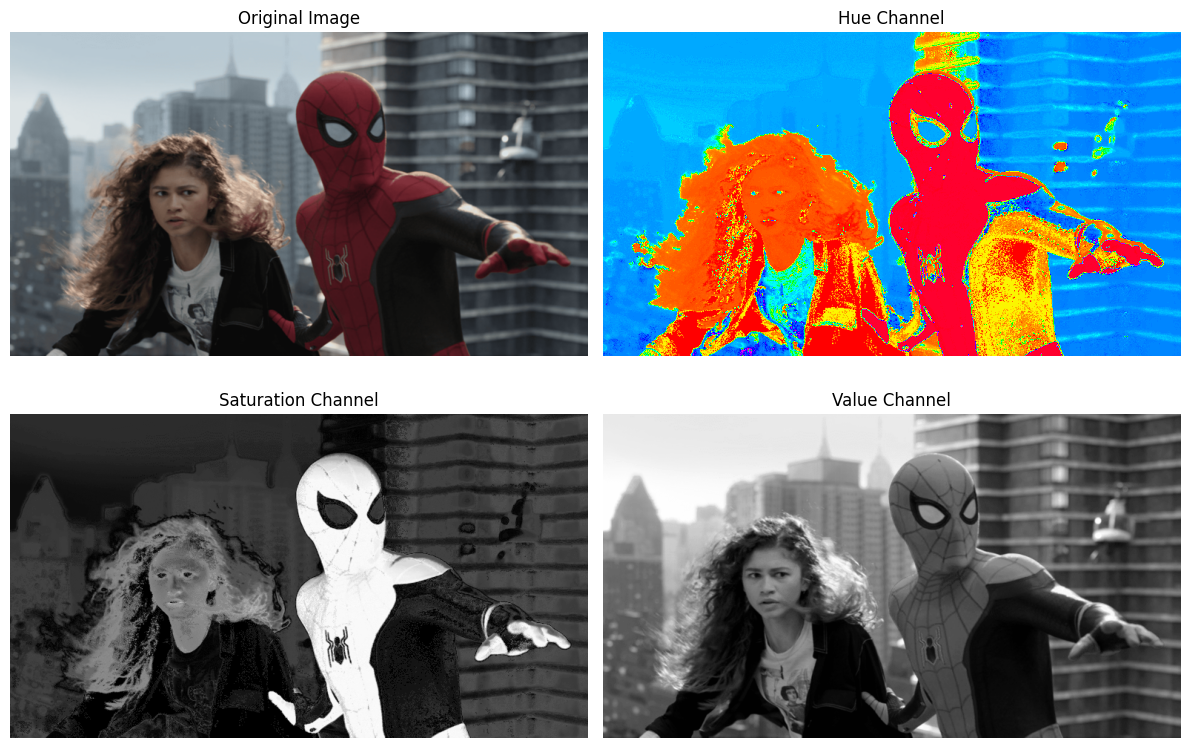 Original Image
Hue Channel
Saturation Channel
Value Channel